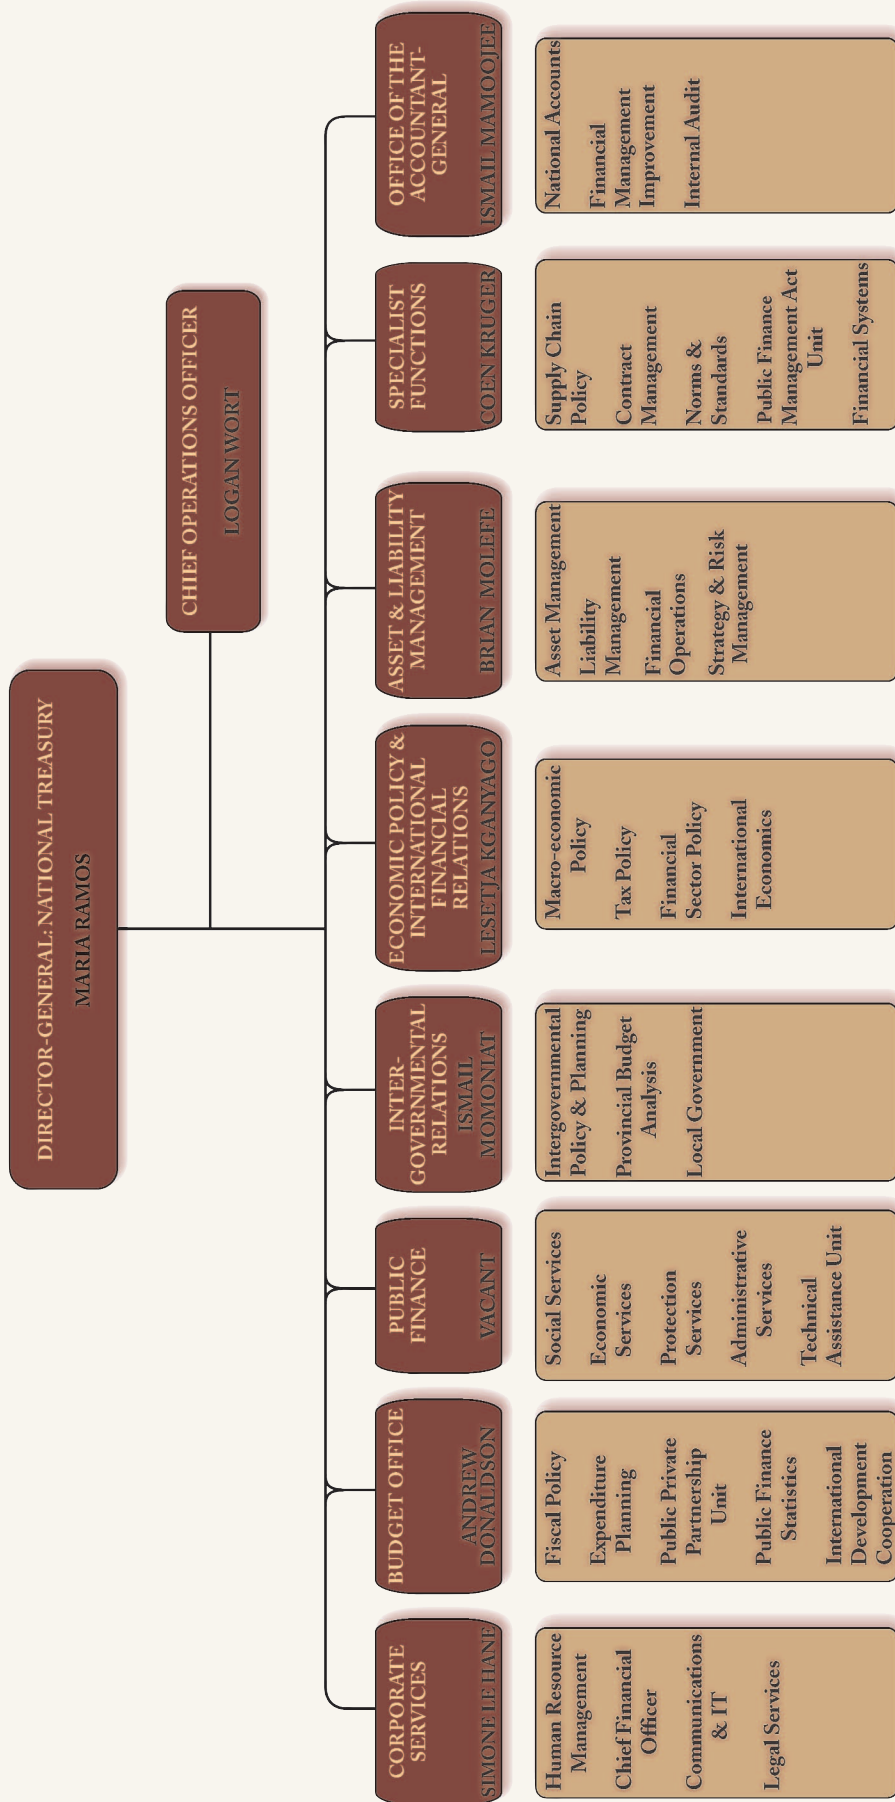 DIRECTOR-GENERAL: NATIONAL TREASURY
MARIA RAMOS
CHIEF OPERATIONS OFFICER
LOGAN WORT
CORPORATE
SERVICES
SIMONE LE HANE
BUDGET OFFICE
ANDREW
DONALDSON
PUBLIC
FINANCE
VACANT
INTER-
GOVERNMENTAL
RELATIONS
ISMAIL
MOMONIAT
ECONOMIC POLICY &
INTERNATIONAL
FINANCIAL
RELATIONS
LESETJA KGANYAGO
ASSET & LIABILITY
MANAGEMENT
BRIAN MOLEFE
SPECIALIST
FUNCTIONS
COEN KRUGER
OFFICE OF THE
ACCOUNTANT-
GENERAL
ISMAIL MAMOOJEE
Human Resource
Management
Chief Financial
Officer
Communications
& IT
Legal Services
Fiscal Policy
Expenditure
Planning
Public Private
Partnership
Unit
Public Finance
Statistics
International
Development
Cooperation
Social Services
Economic
Services
Protection
Services
Administrative
Services
Technical
Assistance Unit
Intergovernmental
Policy & Planning
Provincial Budget
Analysis
Local Government
Macro-economic
Policy
Tax Policy
Financial
Sector Policy
International
Economics
Asset Management
Liability
Management
Financial
Operations
Strategy & Risk
Management
Supply Chain
Policy
Contract
Management
Norms &
Standards
Public Finance
Management Act
Unit
Financial Systems
National Accounts
Financial
Management
Improvement
Internal Audit